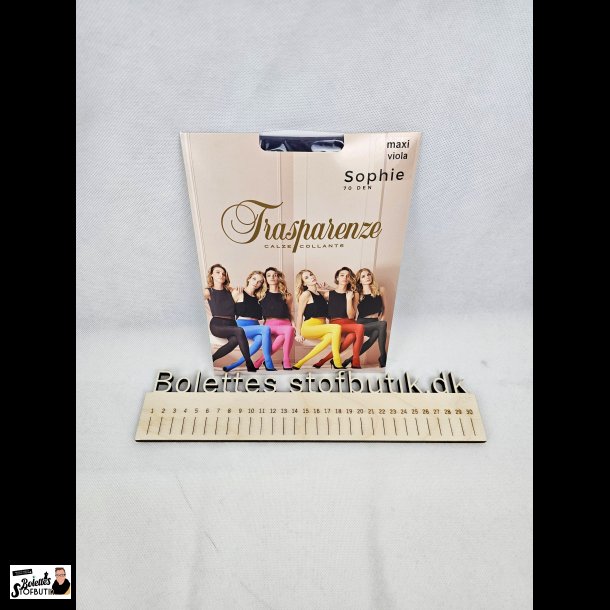 maxi
viola
Sophie
70 DEN
Trasparenze
CALZE COLLANTS
Bolettes stofbutik.dk
1 2 3 4 5 6 7 8 9 10 11 12 13 14 15 16 17 18 19 20 21 22 23 24 25 26 27 28 29 30
Bolette's
STOFBUTIK